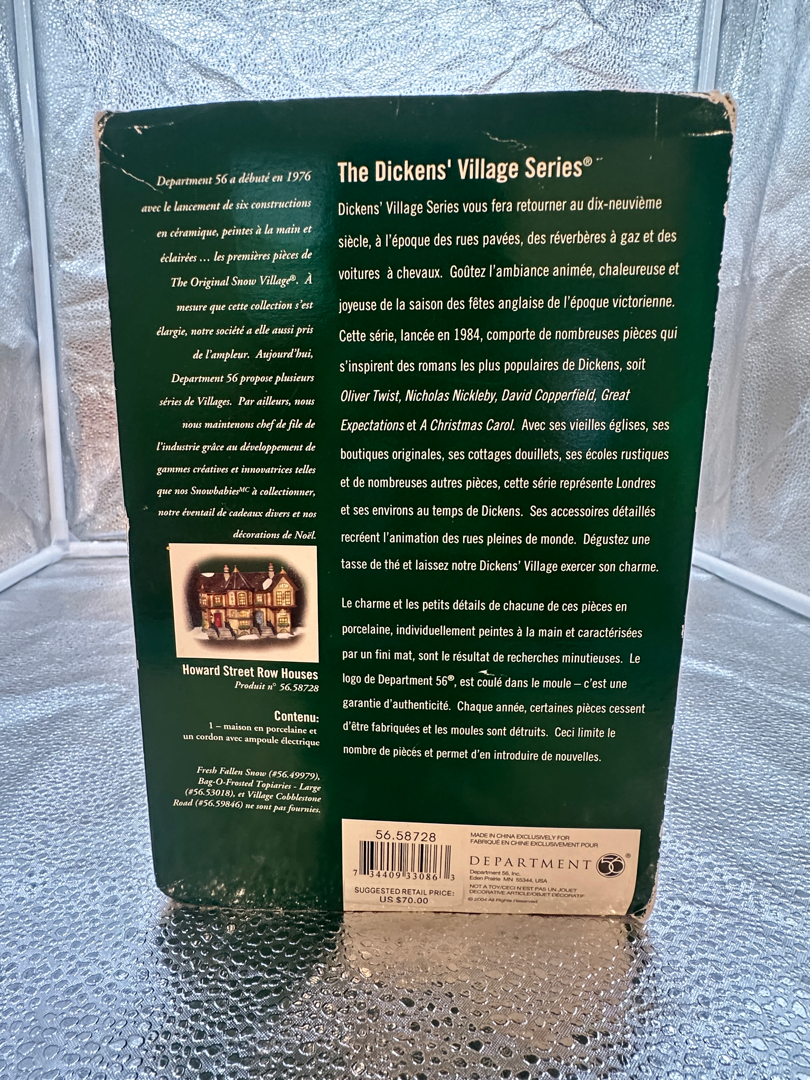 Department 56 a débuté en 1976
avec le lancement de six constructions
en céramique, peintes à la main et
éclairées ... les premières pièces de
The Original Snow Village®. À
mesure que cette collection s'est
élargie, notre société a elle aussi pris
de l'ampleur. Aujourd'hui,
Department 56 propose plusieurs
séries de Villages. Par ailleurs, nous
nous maintenons chef de file de
l'industrie grâce au développement de
gammes créatives et innovatrices telles
que nos Snowbabies MC à collectionner,
notre éventail de cadeaux divers et nos
décorations de Noël.
Howard Street Row Houses
Produit n° 56.58728
Contenu:
1 – maison en porcelaine et
un cordon avec ampoule électrique
Fresh Fallen Snow (#56.49979),
Bag-O-Frosted Topiaries - Large
(#56.53018), et Village Cobblestone
Road (#56.59846) ne sont pas fournies.
The Dickens' Village Series®
Dickens' Village Series vous fera retourner au dix-neuvième
siècle, à l'époque des rues pavées, des réverbères à gaz et des
voitures à chevaux. Goûtez l'ambiance animée, chaleureuse et
joyeuse de la saison des fêtes anglaise de l'époque victorienne.
Cette série, lancée en 1984, comporte de nombreuses pièces qui
s'inspirent des romans les plus populaires de Dickens, soit
Oliver Twist, Nicholas Nickleby, David Copperfield, Great
Expectations et A Christmas Carol. Avec ses vieilles églises, ses
boutiques originales, ses cottages douillets, ses écoles rustiques
et de nombreuses autres pièces, cette série représente Londres
et ses environs au temps de Dickens. Ses accessoires détaillés
recréent l'animation des rues pleines de monde. Dégustez une
tasse de thé et laissez notre Dickens' Village exercer son charme.
Le charme et les petits détails de chacune de ces pièces en
porcelaine, individuellement peintes à la main et caractérisées
par un fini mat, sont le résultat de recherches minutieuses. Le
logo de Department 56®, est coulé dans le moule – c'est une
garantie d'authenticité. Chaque année, certaines pièces cessent
d'être fabriquées et les moules sont détruits. Ceci limite le
nombre de pièces et permet d'en introduire de nouvelles.
56.58728
7 34409 33086 3
SUGGESTED RETAIL PRICE:
US $70.00
MADE IN CHINA EXCLUSIVELY FOR
FABRIQUÉ EN CHINE EXCLUSIVEMENT POUR
DEPARTMENT 56®
Department 56, Inc.
Eden Prairie MN 55344, USA
NOT A TOY/CECI N'EST PAS UN JOUET
DECORATIVE ARTICLE/OBJET DÉCORATIF
© 2004 All Rights Reserved